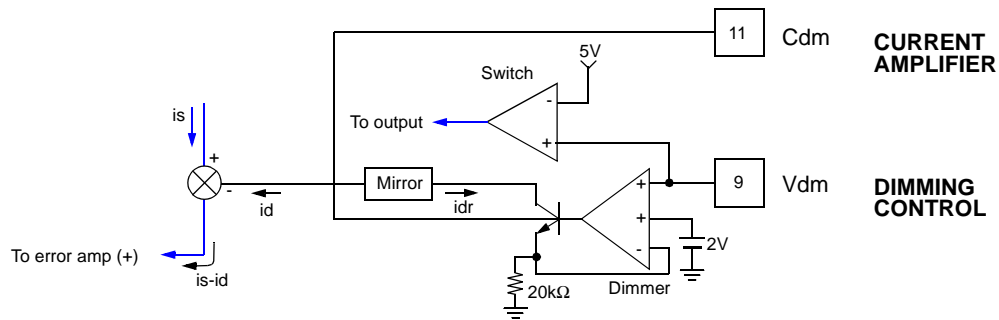 11
Cdm
CURRENT
AMPLIFIER
5V
Switch
-
+
To output
is
+
-
Mirror
id
idr
+
+
-
9
Vdm
DIMMING
CONTROL
2V
To error amp (+)
is-id
20kΩ
Dimmer